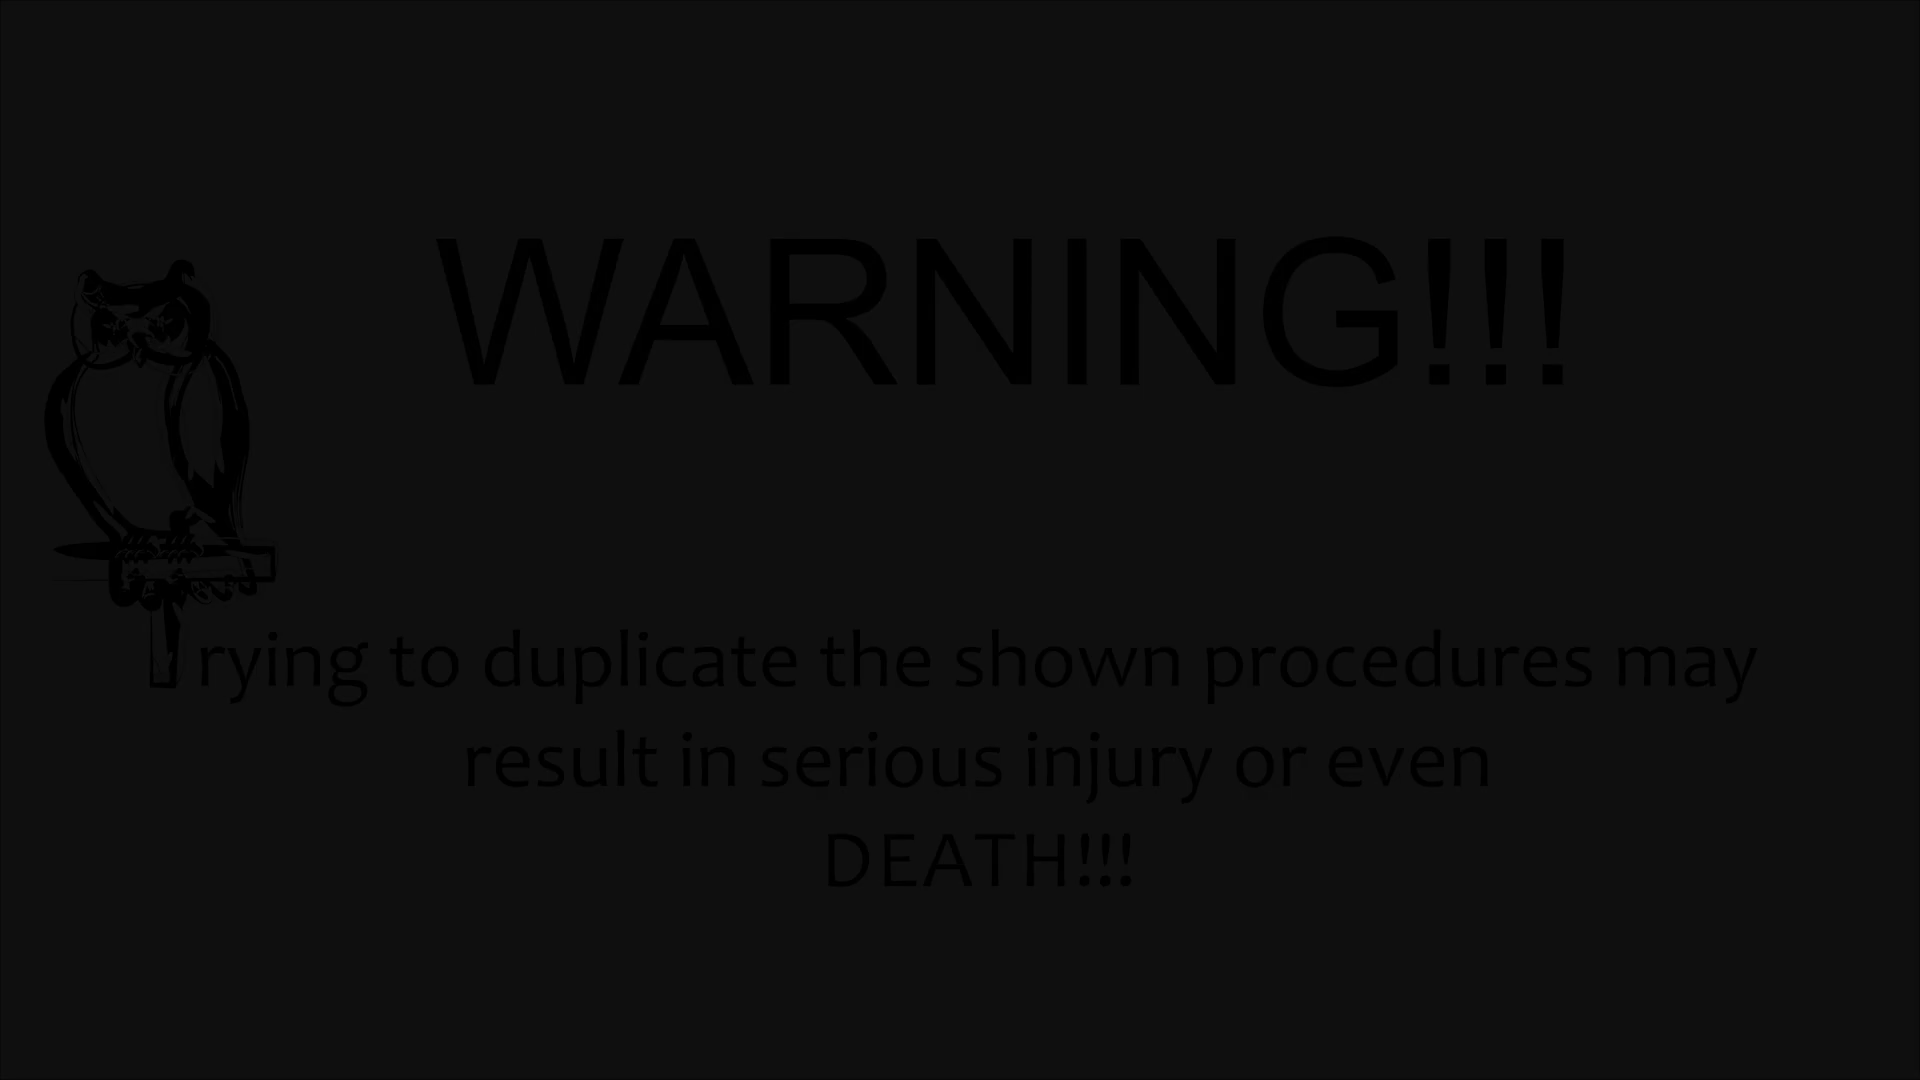 WARNING!!!
Trying to duplicate the shown procedures may
result in serious injury or even
DEATH!!!